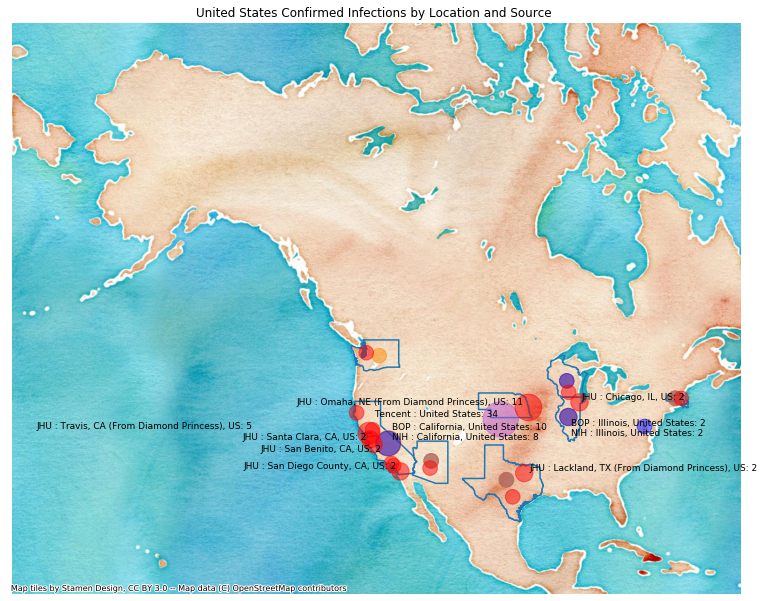 United States Confirmed Infections by Location and Source
JHU : Chicago, IL, US: 2
JHU : Omaha, NE (From Diamond Princess), US: 11
Tencent : United States: 34
BOP : Illinois, United States: 2
JHU : Travis, CA (From Diamond Princess), US: 5
BOP : California, United States: 10
NIH : Illinois, United States: 2
JHU : Santa Clara, CA, US: 2
NIH : California, United States: 8
JHU : San Benito, CA, US: 2
JHU : San Diego County, CA, US: 2
JHU : Lackland, TX (From Diamond Princess), US: 2
Map tiles by Stamen Design, CC BY 3.0 -- Map data (C) OpenStreetMap contributors